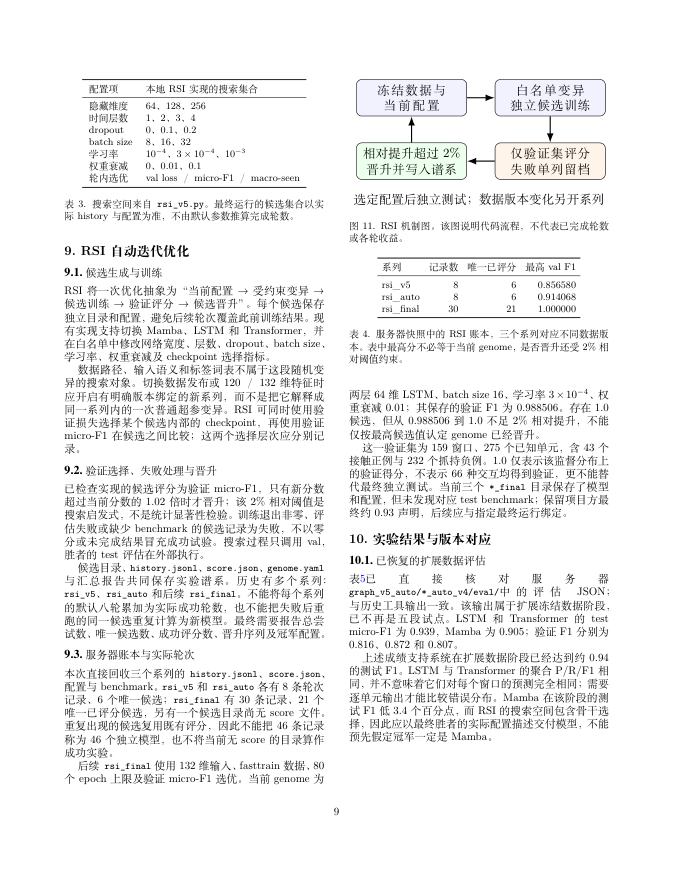 配置项 本地 RSI 实现的搜索集合
隐藏维度 64、128、256
时间层数 1、2、3、4
dropout 0、0.1、0.2
batch size 8、16、32
学习率 10⁻⁴、3 × 10⁻⁴、10⁻³
权重衰减 0、0.01、0.1
轮内选优 val loss / micro-F1 / macro-seen
表 3. 搜索空间来自 rsi_v5.py。最终运行的候选集合以实
际 history 与配置为准，不由默认参数推算完成轮数。
9. RSI 自动迭代优化
9.1. 候选生成与训练
RSI 将一次优化抽象为 “当前配置 → 受约束变异 →
候选训练 → 验证评分 → 候选晋升”。每个候选保存
独立目录和配置，避免后续轮次覆盖此前训练结果。现
有实现支持切换 Mamba、LSTM 和 Transformer，并
在白名单中修改网络宽度、层数、dropout、batch size、
学习率、权重衰减及 checkpoint 选择指标。
数据路径、输入语义和标签词表不属于这段随机变
异的搜索对象。切换数据发布或 120 / 132 维特征时
应开启有明确版本绑定的新系列，而不是把它解释成
同一系列内的一次普通超参变异。RSI 可同时使用验
证损失选择某个候选内部的 checkpoint，再使用验证
micro-F1 在候选之间比较；这两个选择层次应分别记
录。
9.2. 验证选择、失败处理与晋升
已检查实现的候选评分为验证 micro-F1，只有新分数
超过当前分数的 1.02 倍时才晋升；该 2% 相对阈值是
搜索启发式，不是统计显著性检验。训练退出非零、评
估失败或缺少 benchmark 的候选记录为失败，不以零
分或未完成结果冒充成功试验。搜索过程只调用 val，
胜者的 test 评估在外部执行。
候选目录、history.jsonl、score.json、genome.yaml
与汇总报告共同保存实验谱系。历史有多个系列：
rsi_v5、rsi_auto 和后续 rsi_final。不能将每个系列
的默认八轮累加为实际成功轮数，也不能把失败后重
跑的同一候选重复计算为新模型。最终需要报告总尝
试数、唯一候选数、成功评分数、晋升序列及冠军配置。
9.3. 服务器账本与实际轮次
本次直接回收三个系列的 history.jsonl、score.json、
配置与 benchmark。rsi_v5 和 rsi_auto 各有 8 条轮次
记录、6 个唯一候选；rsi_final 有 30 条记录、21 个
唯一已评分候选，另有一个候选目录尚无 score 文件。
重复出现的候选复用既有评分，因此不能把 46 条记录
称为 46 个独立模型，也不将当前无 score 的目录算作
成功实验。
后续 rsi_final 使用 132 维输入、fasttrain 数据，80
个 epoch 上限及验证 micro-F1 选优。当前 genome 为
冻结数据与
当前配置
白名单变异
独立候选训练
相对提升超过 2%
晋升并写入谱系
仅验证集评分
失败单列留档
选定配置后独立测试；数据版本变化另开系列
图 11. RSI 机制图。该图说明代码流程，不代表已完成轮数
或各轮收益。
系列 记录数 唯一已评分 最高 val F1
rsi_v5 8 6 0.856580
rsi_auto 8 6 0.914068
rsi_final 30 21 1.000000
表 4. 服务器快照中的 RSI 账本，三个系列对应不同数据版
本。表中最高分不必等于当前 genome，是否晋升还受 2% 相
对阈值约束。
两层 64 维 LSTM、batch size 16、学习率 3 × 10⁻⁴、权
重衰减 0.01；其保存的验证 F1 为 0.988506。存在 1.0
候选，但从 0.988506 到 1.0 不足 2% 相对提升，不能
仅按最高候选值认定 genome 已经晋升。
这一验证集为 159 窗口、275 个已知单元，含 43 个
接触正例与 232 个抓持负例。1.0 仅表示该监督分布上
的验证得分，不表示 66 种交互均得到验证，更不能替
代最终独立测试。当前三个 *_final 目录保存了模型
和配置，但未发现对应 test benchmark；保留项目方最
终约 0.93 声明，后续应与指定最终运行绑定。
10. 实验结果与版本对应
10.1. 已恢复的扩展数据评估
表5已直接核对服务器
graph_v5_auto/*_auto_v4/eval/中的评估 JSON；
与历史工具输出一致。该输出属于扩展冻结数据阶段，
已不再是五段试点。LSTM 和 Transformer 的 test
micro-F1 为 0.939，Mamba 为 0.905；验证 F1 分别为
0.816、0.872 和 0.807。
上述成绩支持系统在扩展数据阶段已经达到约 0.94
的测试 F1。LSTM 与 Transformer 的聚合 P/R/F1 相
同，并不意味着它们对每个窗口的预测完全相同；需要
逐单元输出才能比较错误分布。Mamba 在该阶段的测
试 F1 低 3.4 个百分点，而 RSI 的搜索空间包含骨干选
择，因此应以最终胜者的实际配置描述交付模型，不能
预先假定冠军一定是 Mamba。
9